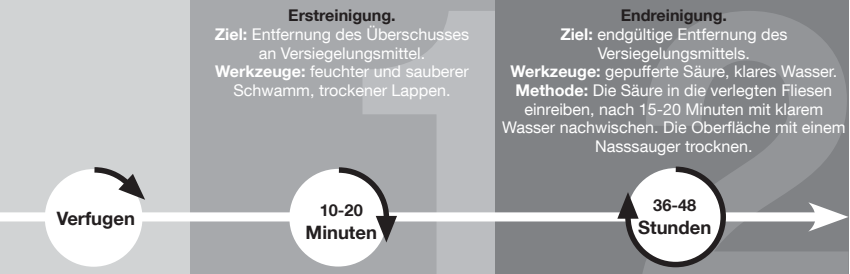 Erstreinigung.
Ziel: Entfernung des Überschusses
an Versiegelungsmittel.
Werkzeuge: feuchter und sauberer
Schwamm, trockener Lappen.
1
Endreinigung.
Ziel: endgültige Entfernung des
Versiegelungsmittels.
Werkzeuge: gepufferte Säure, klares Wasser.
Methode: Die Säure in die verlegten Fliesen
einreiben, nach 15-20 Minuten mit klarem
Wasser nachwischen. Die Oberfläche mit einem
Nasssauger trocknen.
2
Verfugen
10-20
Minuten
36-48
Stunden